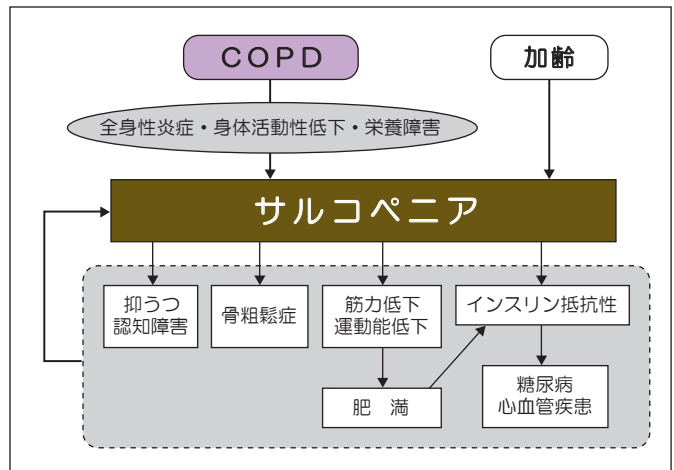 COPD
加齢
全身性炎症・身体活動性低下・栄養障害
サルコペニア
抑うつ
認知障害
骨粗鬆症
筋力低下
運動能低下
インスリン抵抗性
肥満
糖尿病
心血管疾患